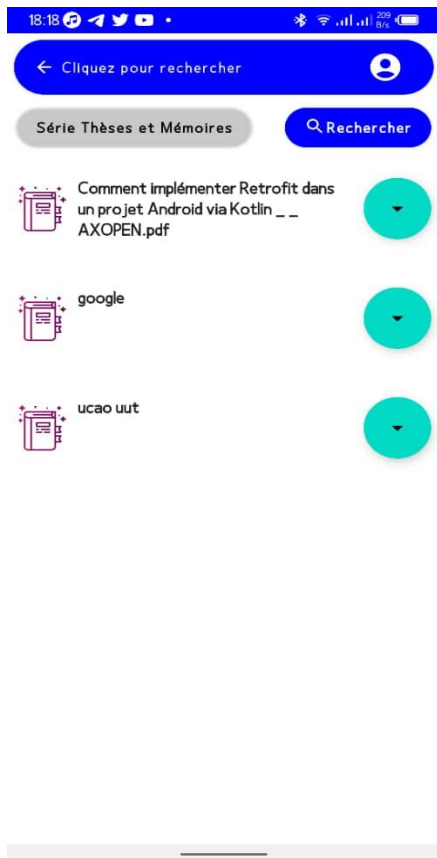 18:18
209
B/s
Cliquez pour rechercher
Série Thèses et Mémoires
Rechercher
Comment implémenter Retrofit dans
un projet Android via Kotlin _ _
AXOPEN.pdf
google
ucao uut